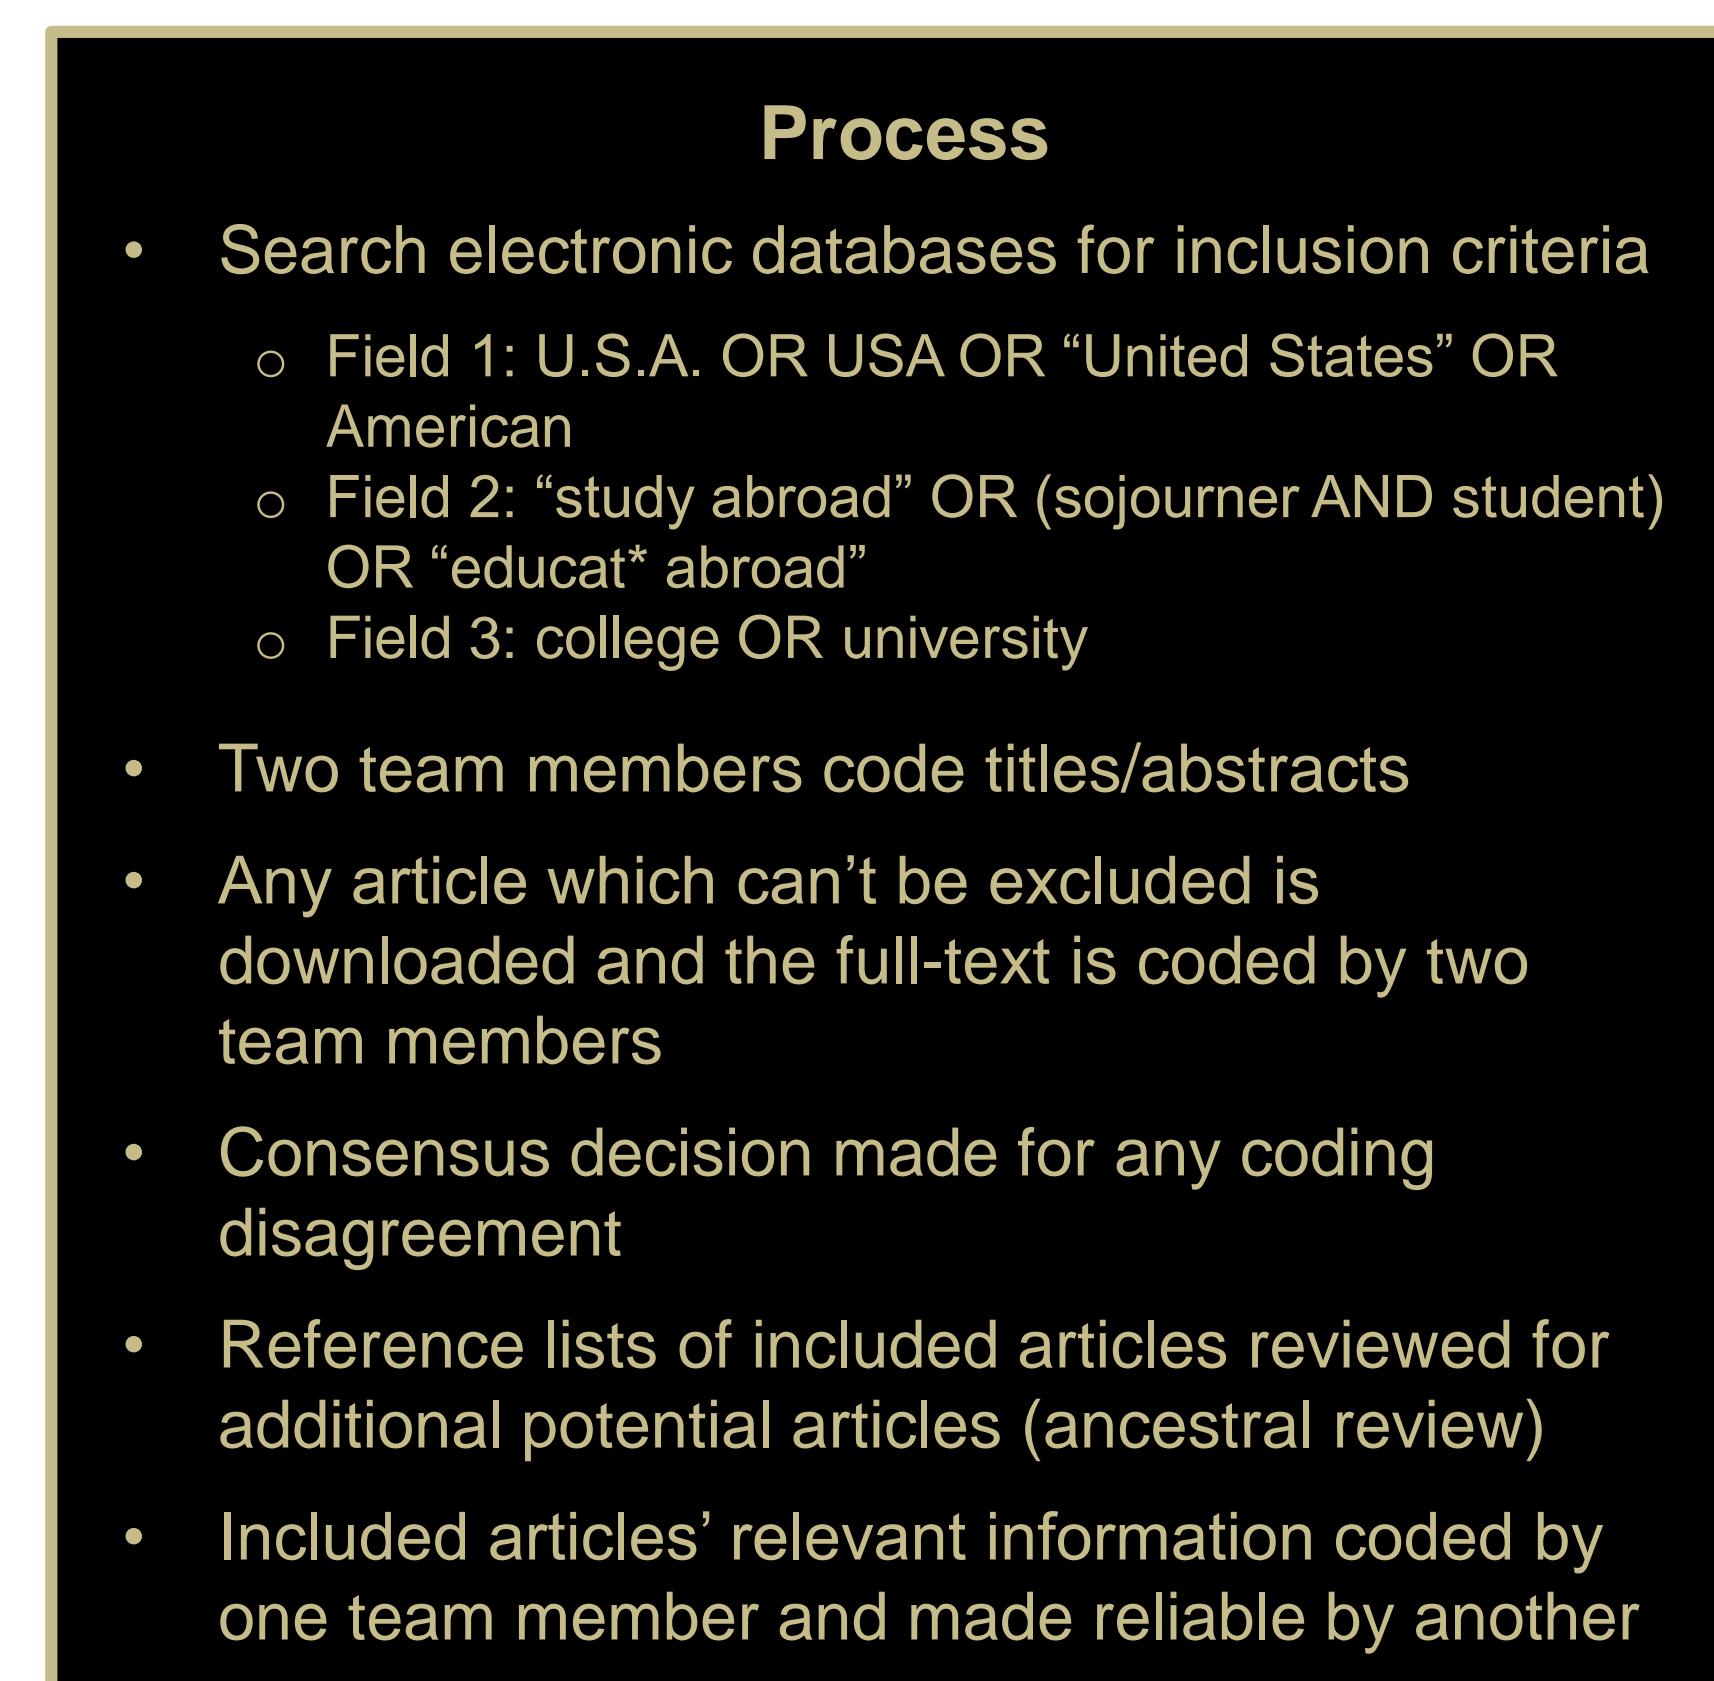 Process
• Search electronic databases for inclusion criteria
o Field 1: U.S.A. OR USA OR “United States” OR
American
o Field 2: “study abroad” OR (sojourner AND student)
OR “educat* abroad”
o Field 3: college OR university
• Two team members code titles/abstracts
• Any article which can’t be excluded is
downloaded and the full-text is coded by two
team members
• Consensus decision made for any coding
disagreement
• Reference lists of included articles reviewed for
additional potential articles (ancestral review)
• Included articles’ relevant information coded by
one team member and made reliable by another